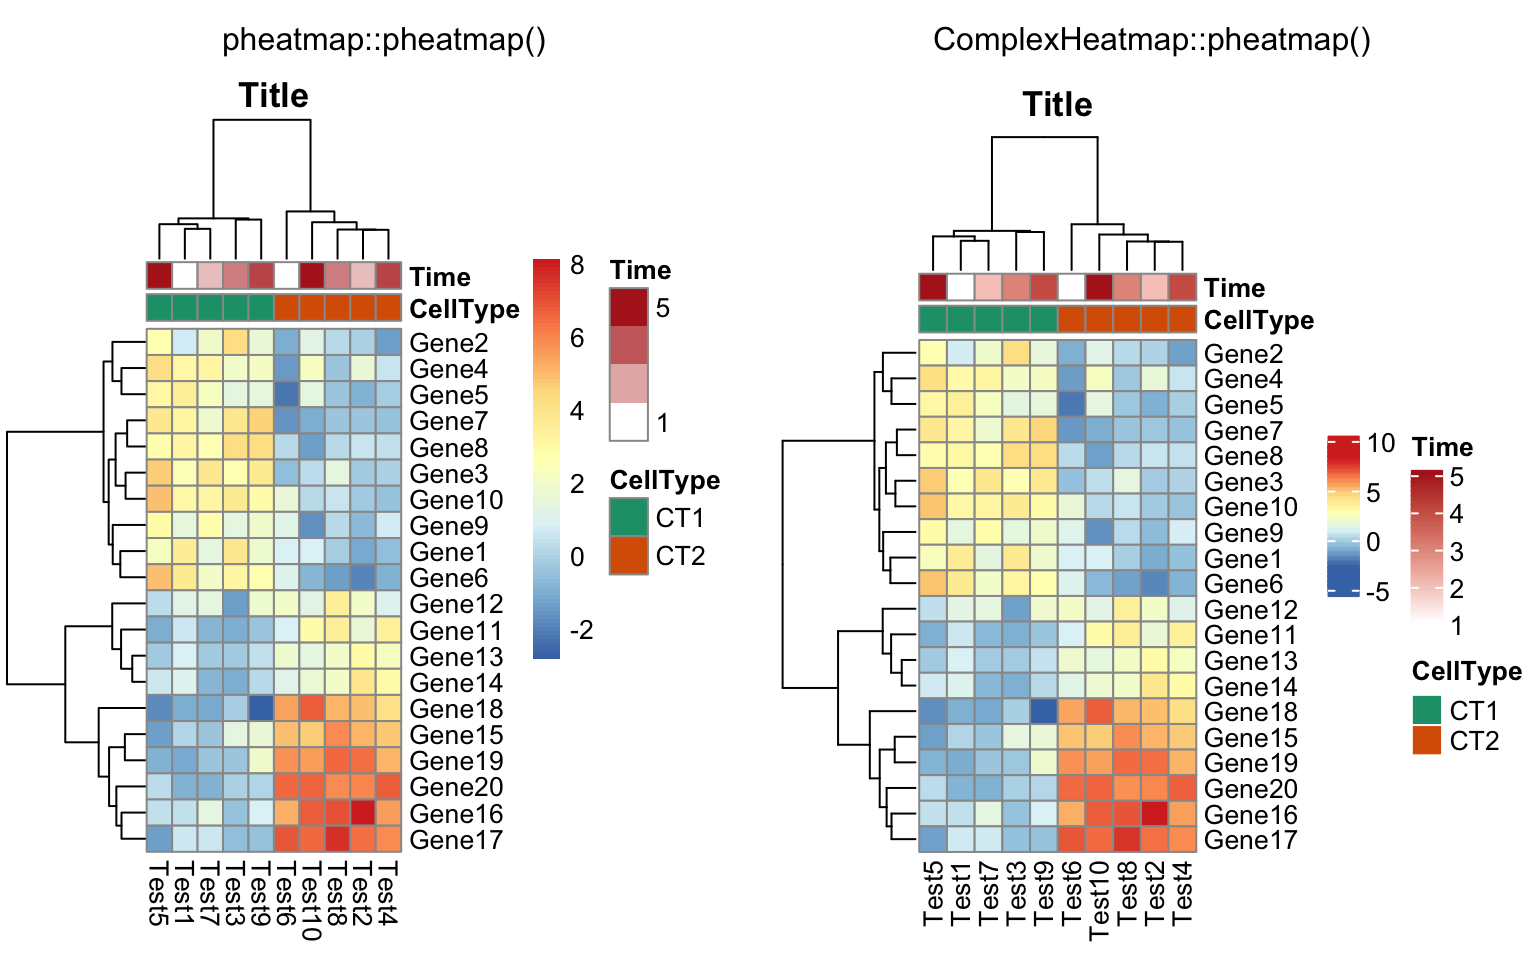 pheatmap::pheatmap()
Title
Time
CellType
Gene2
Gene4
Gene5
Gene7
Gene8
Gene3
Gene10
Gene9
Gene1
Gene6
Gene12
Gene11
Gene13
Gene14
Gene18
Gene15
Gene19
Gene20
Gene16
Gene17
Test5
Test1
Test7
Test3
Test9
Test6
Test10
Test8
Test2
Test4
8
6
4
2
0
-2
Time
5
1
CellType
CT1
CT2
ComplexHeatmap::pheatmap()
Title
Time
CellType
Gene2
Gene4
Gene5
Gene7
Gene8
Gene3
Gene10
Gene9
Gene1
Gene6
Gene12
Gene11
Gene13
Gene14
Gene18
Gene15
Gene19
Gene20
Gene16
Gene17
Test5
Test1
Test7
Test3
Test9
Test6
Test10
Test8
Test2
Test4
10
5
0
-5
Time
5
4
3
2
1
CellType
CT1
CT2